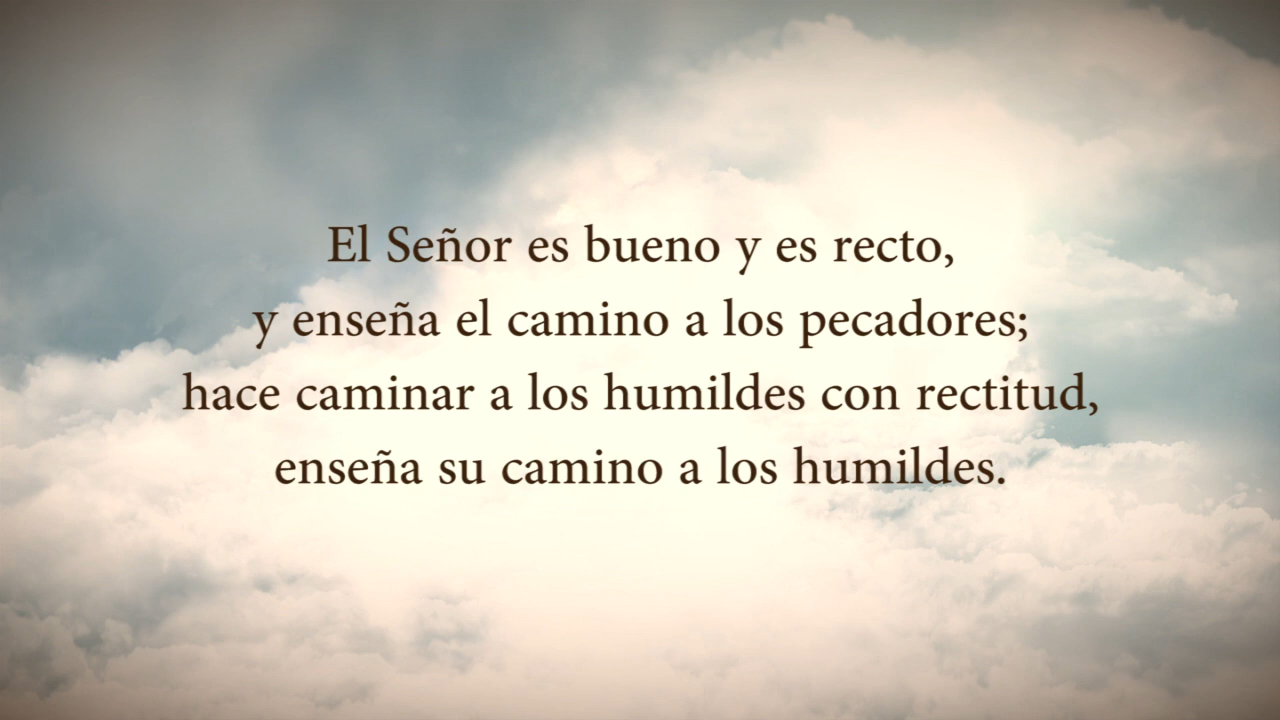 El Señor es bueno y es recto,
y enseña el camino a los pecadores;
hace caminar a los humildes con rectitud,
enseña su camino a los humildes.